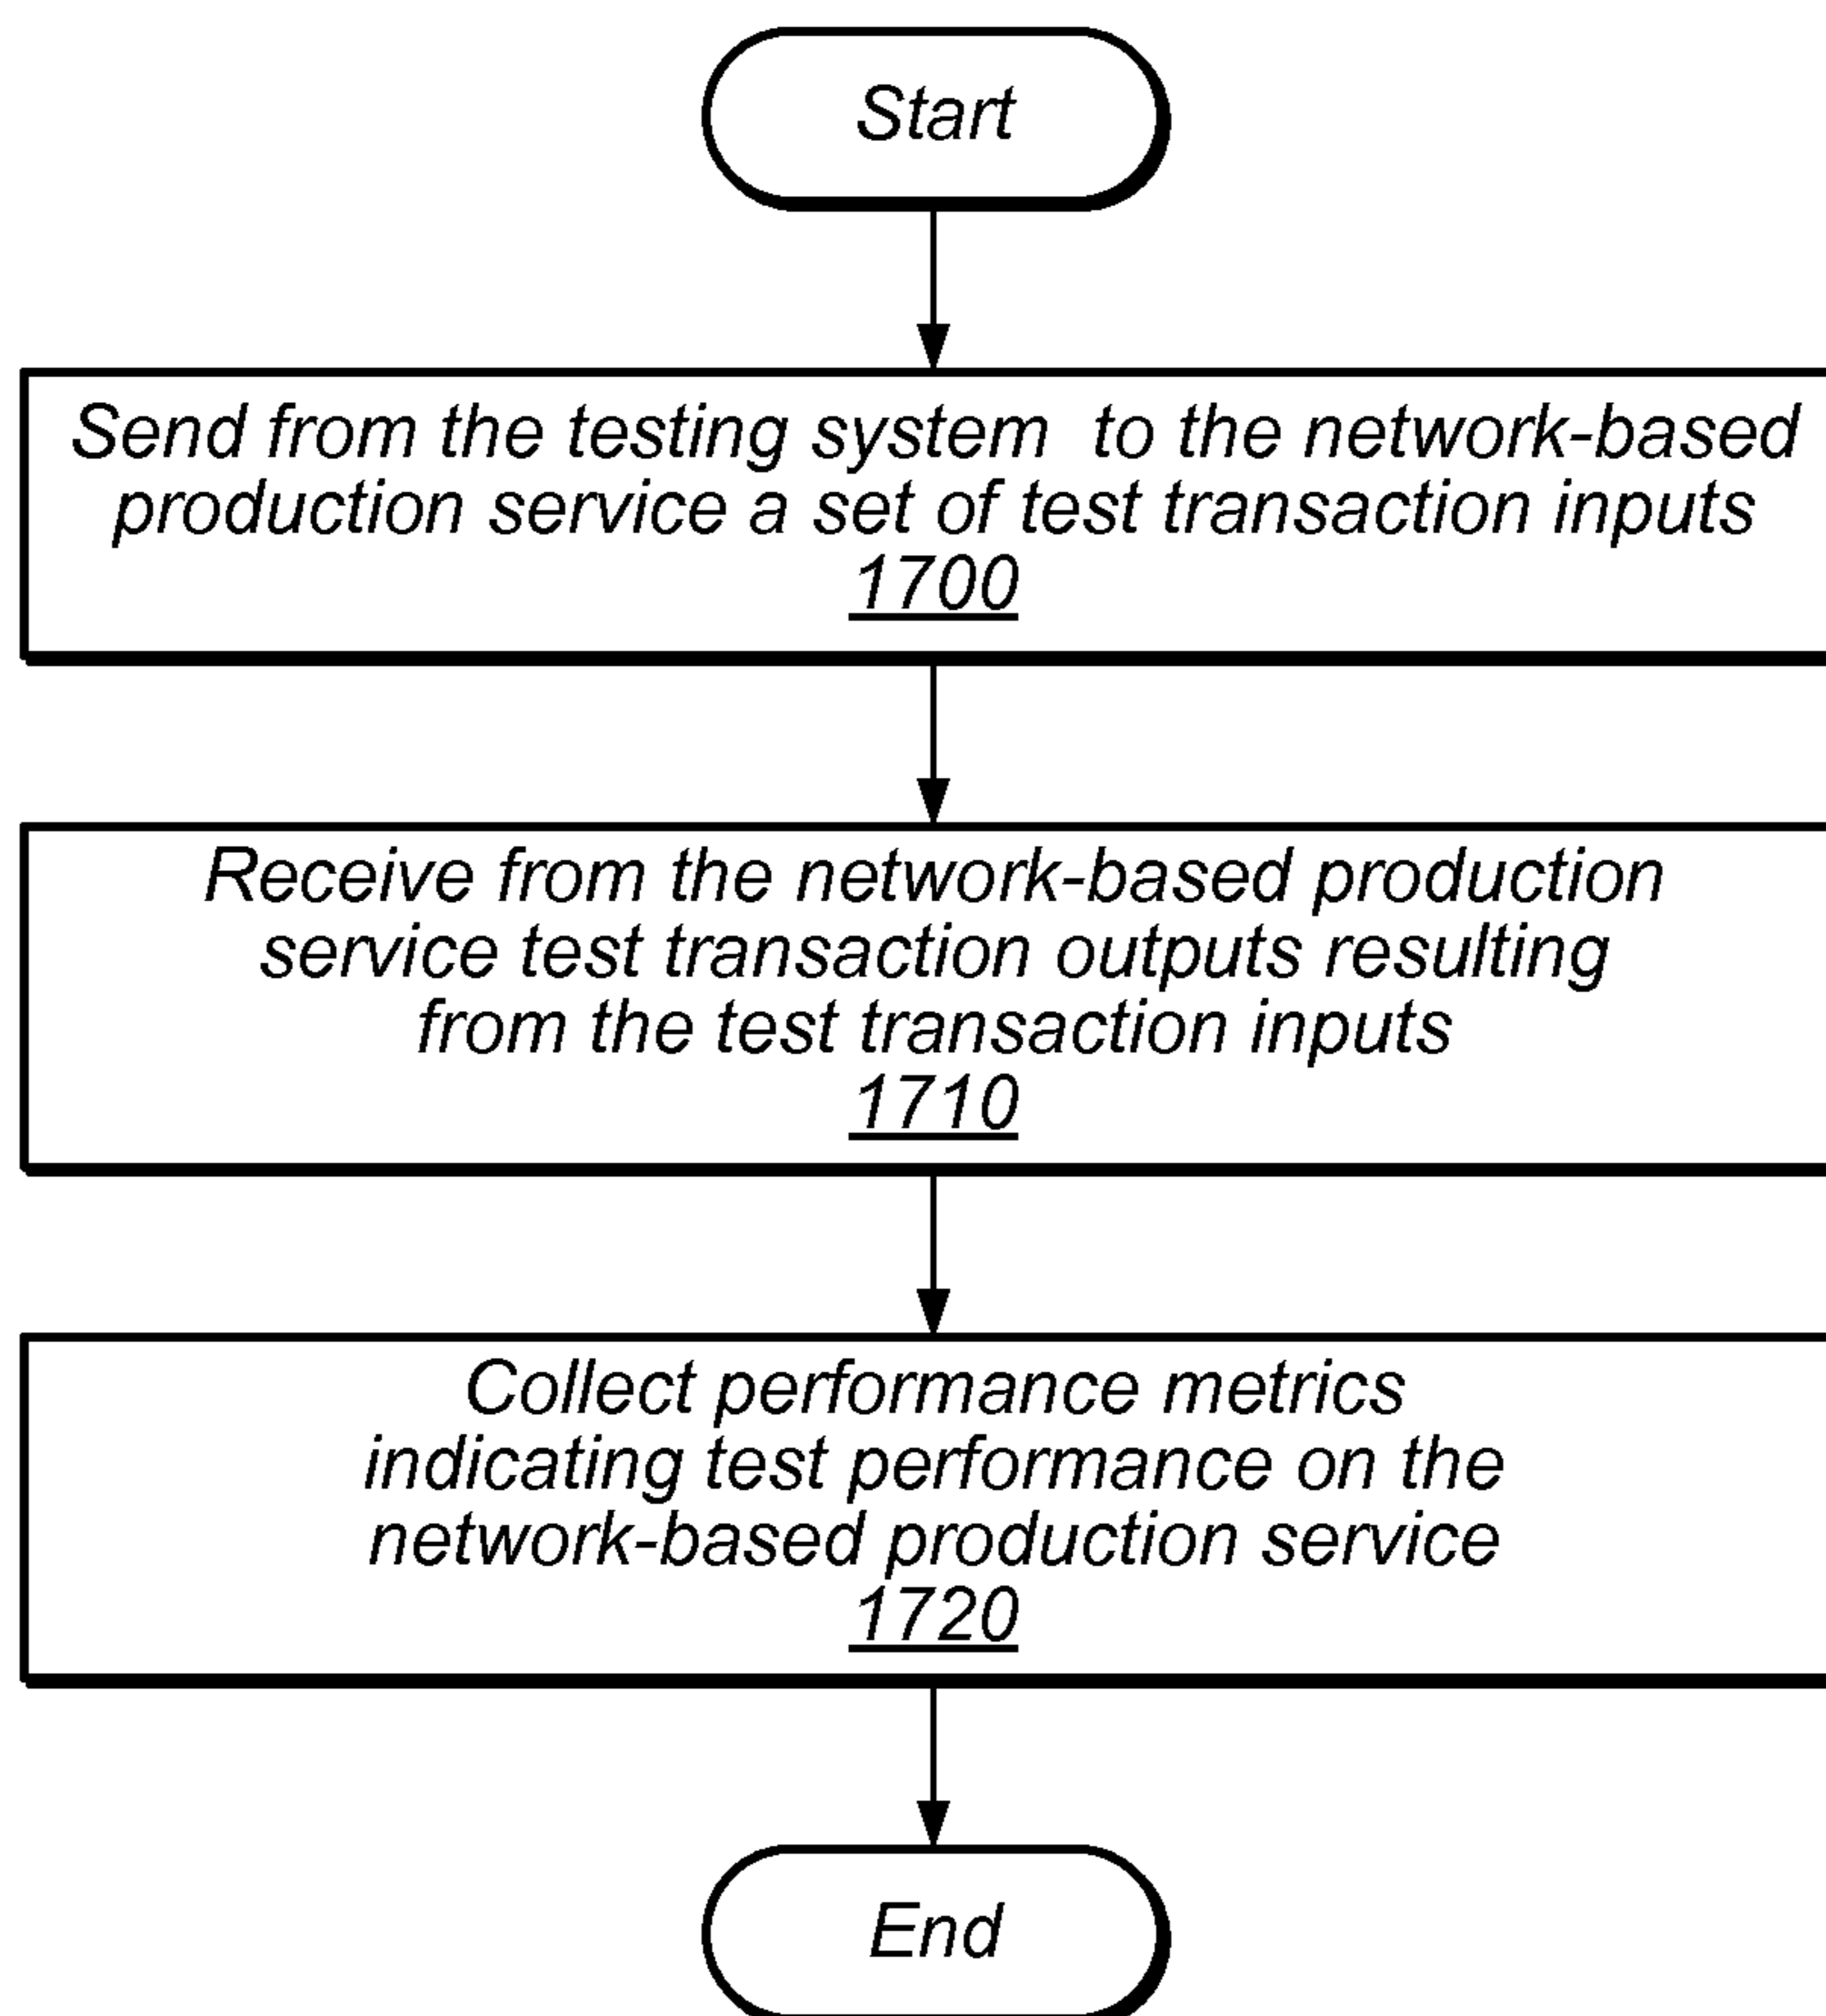 Start
Send from the testing system to the network-based
production service a set of test transaction inputs
1700
Receive from the network-based production
service test transaction outputs resulting
from the test transaction inputs
1710
Collect performance metrics
indicating test performance on the
network-based production service
1720
End